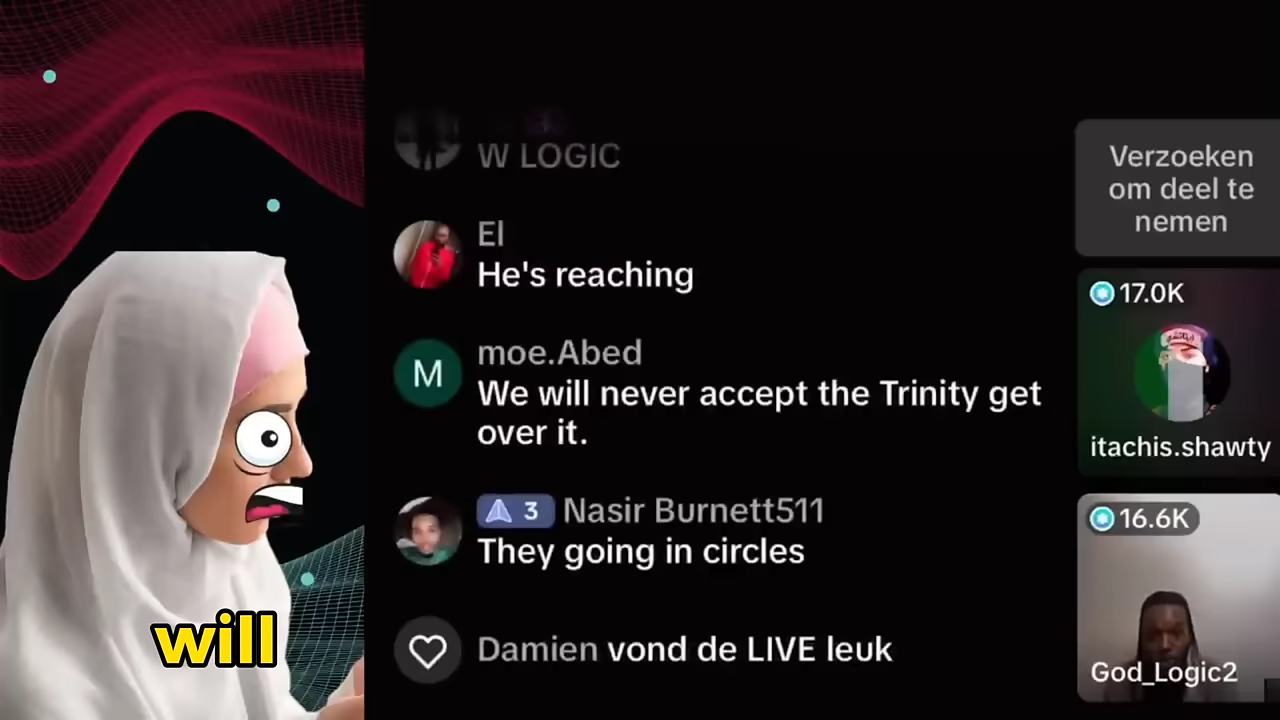 W LOGIC
El
He's reaching
moe.Abed
We will never accept the Trinity get
over it.
3 Nasir Burnett511
They going in circles
Damien vond de LIVE leuk
M
will
Verzoeken
om deel te
nemen
17.0K
itachis.shawty
16.6K
God_Logic2